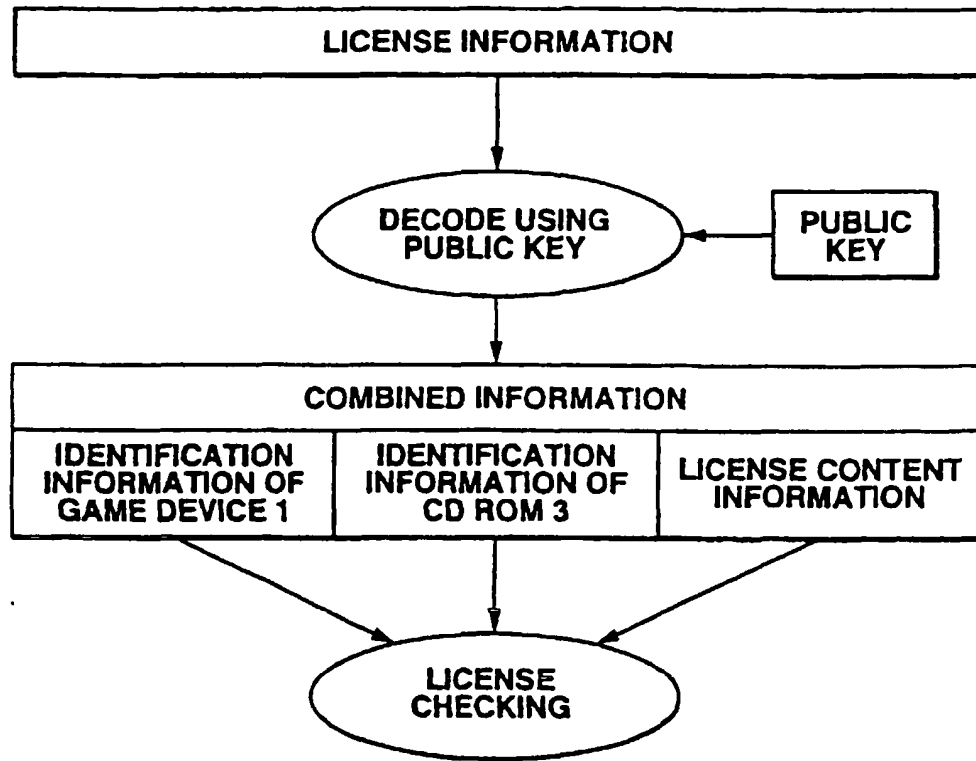 LICENSE INFORMATION
DECODE USING
PUBLIC KEY
PUBLIC
KEY
COMBINED INFORMATION
IDENTIFICATION
INFORMATION OF
GAME DEVICE 1
IDENTIFICATION
INFORMATION OF
CD ROM 3
LICENSE CONTENT
INFORMATION
LICENSE
CHECKING